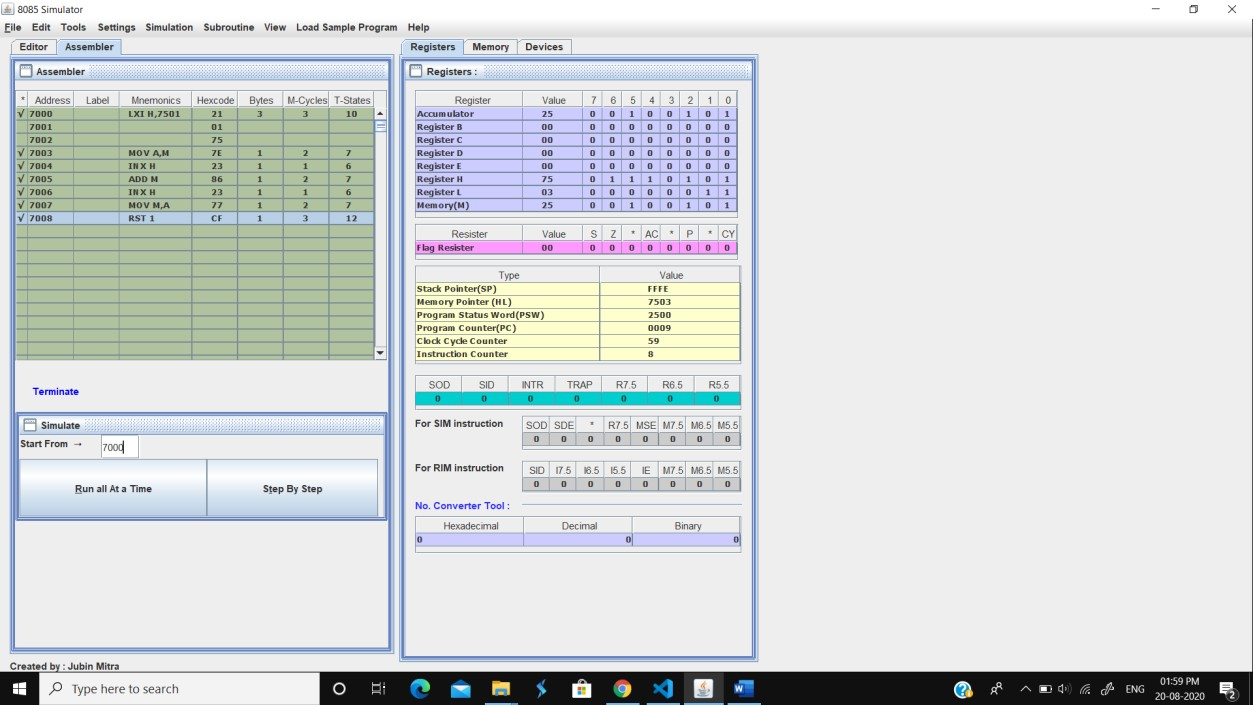 8085 Simulator
File Edit Tools Settings Simulation Subroutine View Load Sample Program Help
Editor Assembler
Assembler
* Address Label Mnemonics Hexcode Bytes M-Cycles T-States
√ 7000 LXI H,7501 21 3 3 10
7001 01
7002 75
√ 7003 MOV A,M 7E 1 2 7
√ 7004 INX H 23 1 1 6
√ 7005 ADD M 86 1 2 7
√ 7006 INX H 23 1 1 6
√ 7007 MOV M,A 77 1 2 7
√ 7008 RST 1 CF 1 3 12
Terminate
Simulate
Start From → 7000
Run all At a Time Step By Step
Created by : Jubin Mitra
Registers Memory Devices
Registers :
Register Value 7 6 5 4 3 2 1 0
Accumulator 25 0 0 1 0 0 1 0 1
Register B 00 0 0 0 0 0 0 0 0
Register C 00 0 0 0 0 0 0 0 0
Register D 00 0 0 0 0 0 0 0 0
Register E 00 0 0 0 0 0 0 0 0
Register H 75 0 1 1 1 0 1 0 1
Register L 03 0 0 0 0 0 0 1 1
Memory(M) 25 0 0 1 0 0 1 0 1
Resister Value S Z * AC * P * CY
Flag Resister 00 0 0 0 0 0 0 0 0
Type Value
Stack Pointer(SP) FFFE
Memory Pointer (HL) 7503
Program Status Word(PSW) 2500
Program Counter(PC) 0009
Clock Cycle Counter 59
Instruction Counter 8
SOD SID INTR TRAP R7.5 R6.5 R5.5
0 0 0 0 0 0 0
For SIM instruction SOD SDE * R7.5 MSE M7.5 M6.5 M5.5
0 0 0 0 0 0 0 0
For RIM instruction SID I7.5 I6.5 I5.5 IE M7.5 M6.5 M5.5
0 0 0 0 0 0 0 0
No. Converter Tool :
Hexadecimal Decimal Binary
0 0 0
Type here to search
ENG
01:59 PM
20-08-2020
2